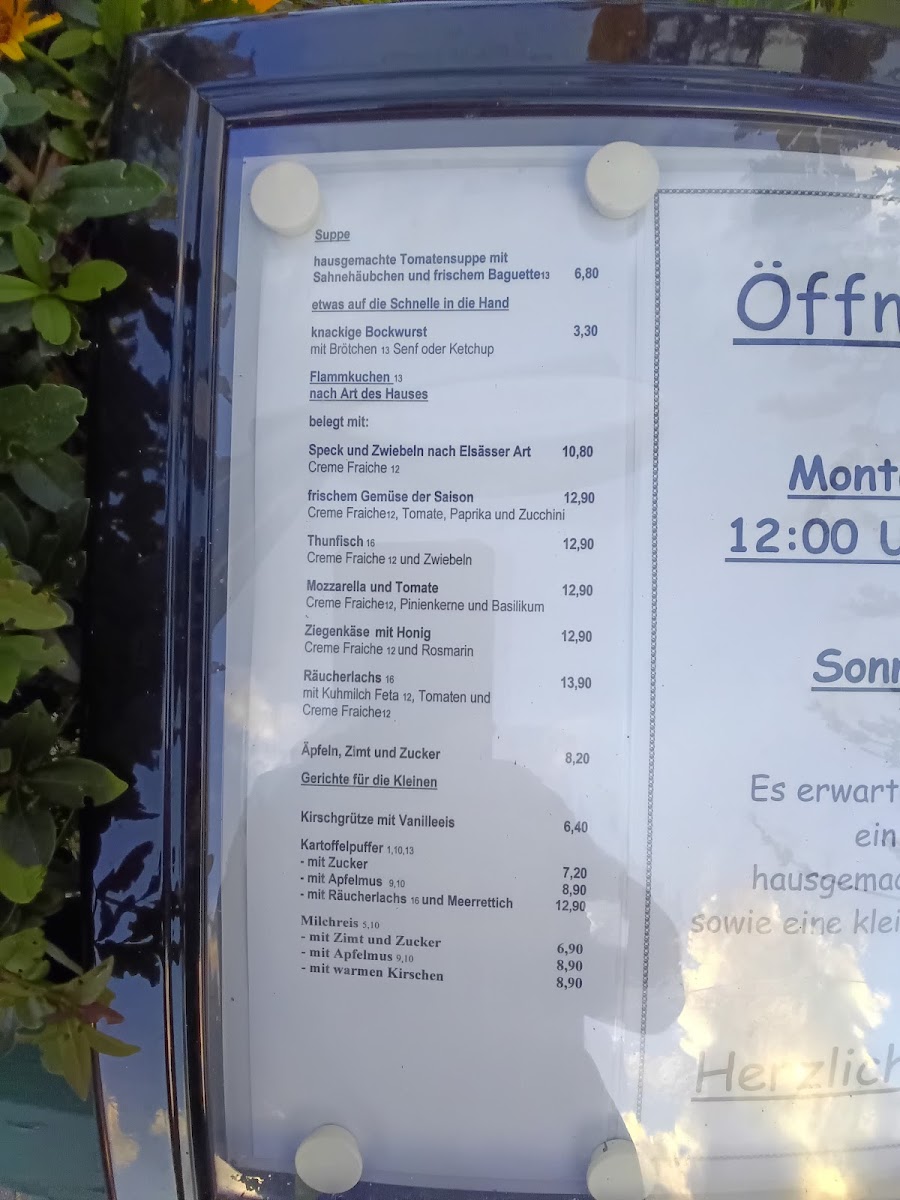 Suppe
hausgemachte Tomatensuppe mit
Sahnehäubchen und frischem Baguette13 6,80
etwas auf die Schnelle in die Hand
knackige Bockwurst 3,30
mit Brötchen 13 Senf oder Ketchup
Flammkuchen 13
nach Art des Hauses
belegt mit:
Speck und Zwiebeln nach Elsässer Art 10,80
Creme Fraiche 12
frischem Gemüse der Saison 12,90
Creme Fraiche12, Tomate, Paprika und Zucchini
Thunfisch 16 12,90
Creme Fraiche 12 und Zwiebeln
Mozzarella und Tomate 12,90
Creme Fraiche12, Pinienkerne und Basilikum
Ziegenkäse mit Honig 12,90
Creme Fraiche 12 und Rosmarin
Räucherlachs 16 13,90
mit Kuhmilch Feta 12, Tomaten und
Creme Fraiche12
Äpfeln, Zimt und Zucker 8,20
Gerichte für die Kleinen
Kirschgrütze mit Vanilleeis 6,40
Kartoffelpuffer 1,10,13
- mit Zucker 7,20
- mit Apfelmus 9,10 8,90
- mit Räucherlachs 16 und Meerrettich 12,90
Milchreis 5,10
- mit Zimt und Zucker 6,90
- mit Apfelmus 9,10 8,90
- mit warmen Kirschen 8,90
Öffn
Monta
12:00 U
Sonn
Es erwart
ein
hausgemac
sowie eine klei
Herzlich